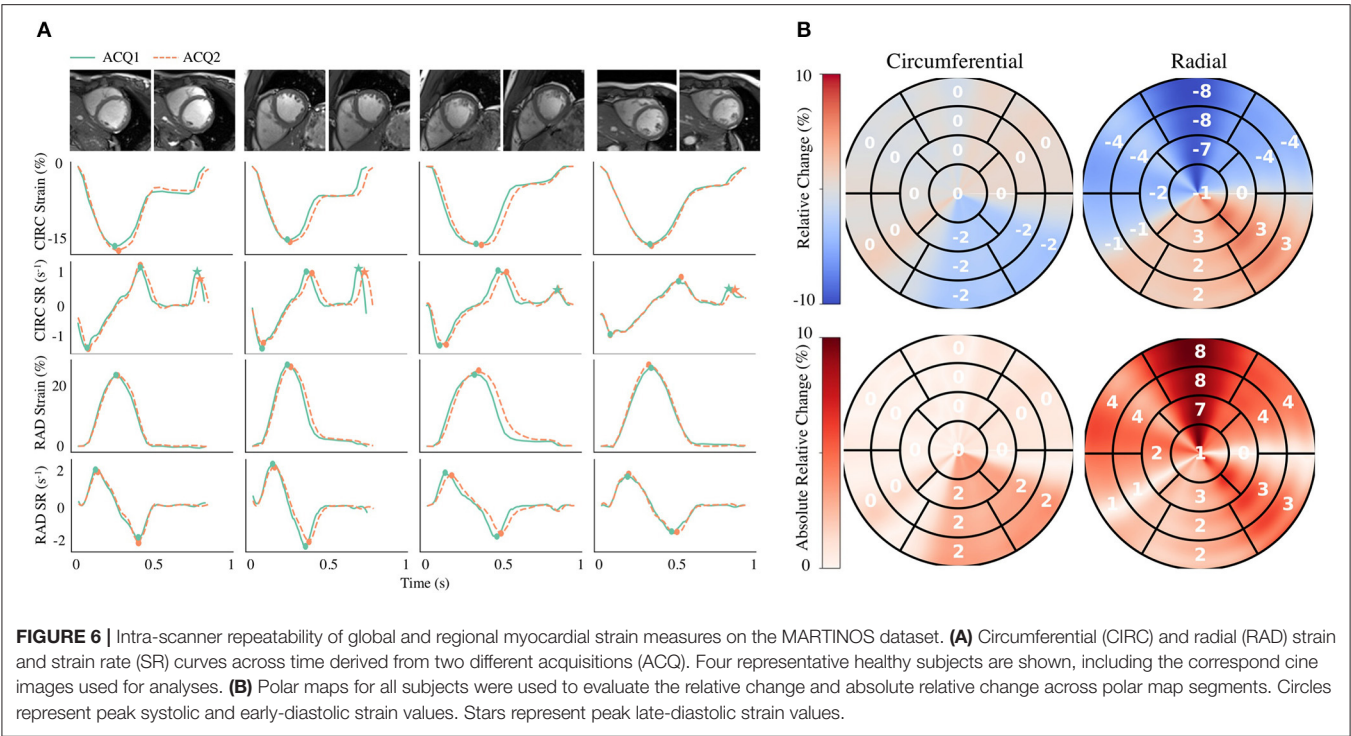 A
ACQ1
ACQ2
CIRC Strain (%)
0
-15
CIRC SR (s⁻¹)
1
0
-1
RAD Strain (%)
20
0
RAD SR (s⁻¹)
2
0
-2
0 0.5 1
0 0.5 1
0 0.5 1
0 0.5 1
Time (s)
B
Circumferential
Radial
10
Relative Change (%)
-10
0
0
0 0 0 0 0
0 0 0
0 0 -2 -2
-2
-2
-2
-8
-8
-4 -4 -7 -4 -4
-2 -1 0
-1 -1 3 3 3
2
2
10
Absolute Relative Change (%)
0
0
0
0 0 0 0 0
0 0 0
0 0 2 2 2
2
2
8
8
4 4 7 4 4
2 1 0
1 1 3 3 3
2
2
FIGURE 6 | Intra-scanner repeatability of global and regional myocardial strain measures on the MARTINOS dataset. (A) Circumferential (CIRC) and radial (RAD) strain
and strain rate (SR) curves across time derived from two different acquisitions (ACQ). Four representative healthy subjects are shown, including the correspond cine
images used for analyses. (B) Polar maps for all subjects were used to evaluate the relative change and absolute relative change across polar map segments. Circles
represent peak systolic and early-diastolic strain values. Stars represent peak late-diastolic strain values.